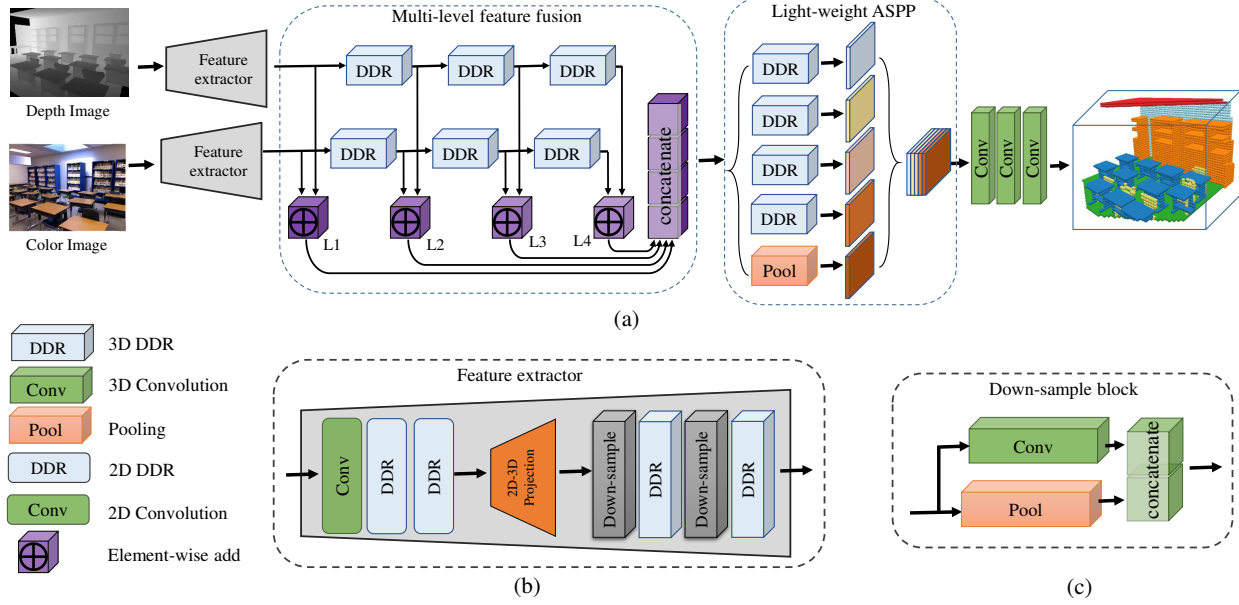 Multi-level feature fusion
Light-weight ASPP
Depth Image
Color Image
Feature
extractor
Feature
extractor
DDR
DDR
DDR
DDR
DDR
DDR
L1
L2
L3
L4
concatenate
DDR
DDR
DDR
DDR
Pool
Conv
Conv
Conv
(a)
DDR
3D DDR
Conv
3D Convolution
Pool
Pooling
DDR
2D DDR
Conv
2D Convolution
Element-wise add
Feature extractor
Conv
DDR
DDR
2D-3D
Projection
Down-sample
DDR
Down-sample
DDR
(b)
Down-sample block
Conv
Pool
concatenate
(c)